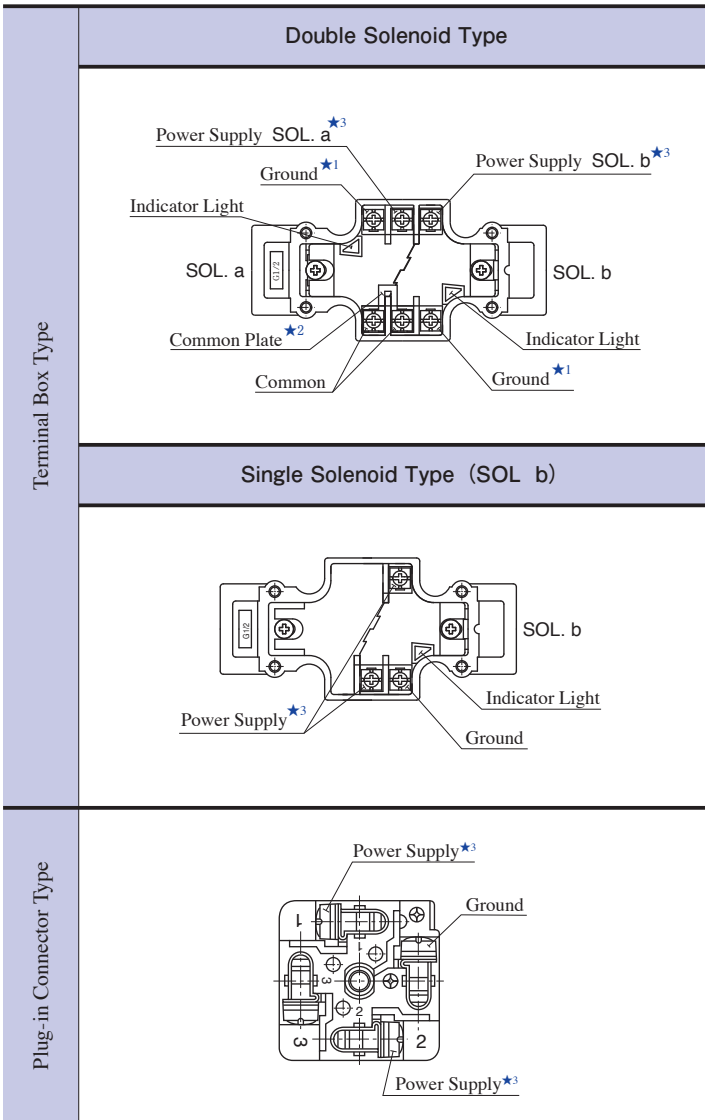 Terminal Box Type
Double Solenoid Type
Power Supply SOL. a★3
Power Supply SOL. b★3
Ground★1
Indicator Light
SOL. a
G1/2
SOL. b
Common Plate★2
Indicator Light
Common
Ground★1
Single Solenoid Type (SOL b)
G1/2
SOL. b
Indicator Light
Power Supply★3
Ground
Plug-in Connector Type
Power Supply★3
Ground
1
1
3
2
3
2
Power Supply★3